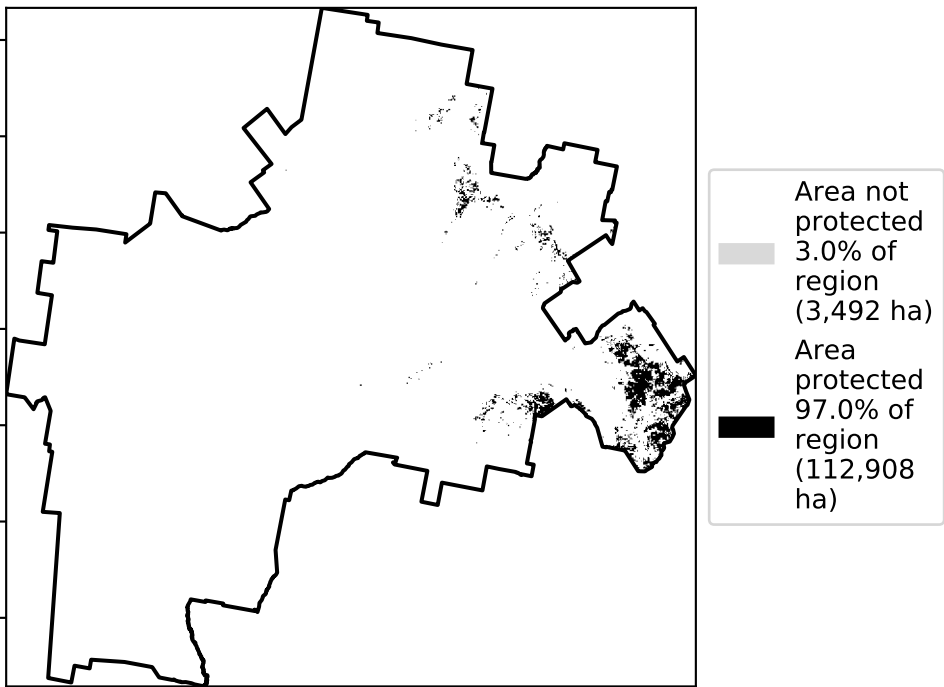 Area not
protected
3.0% of
region
(3,492 ha)
Area
protected
97.0% of
region
(112,908
ha)